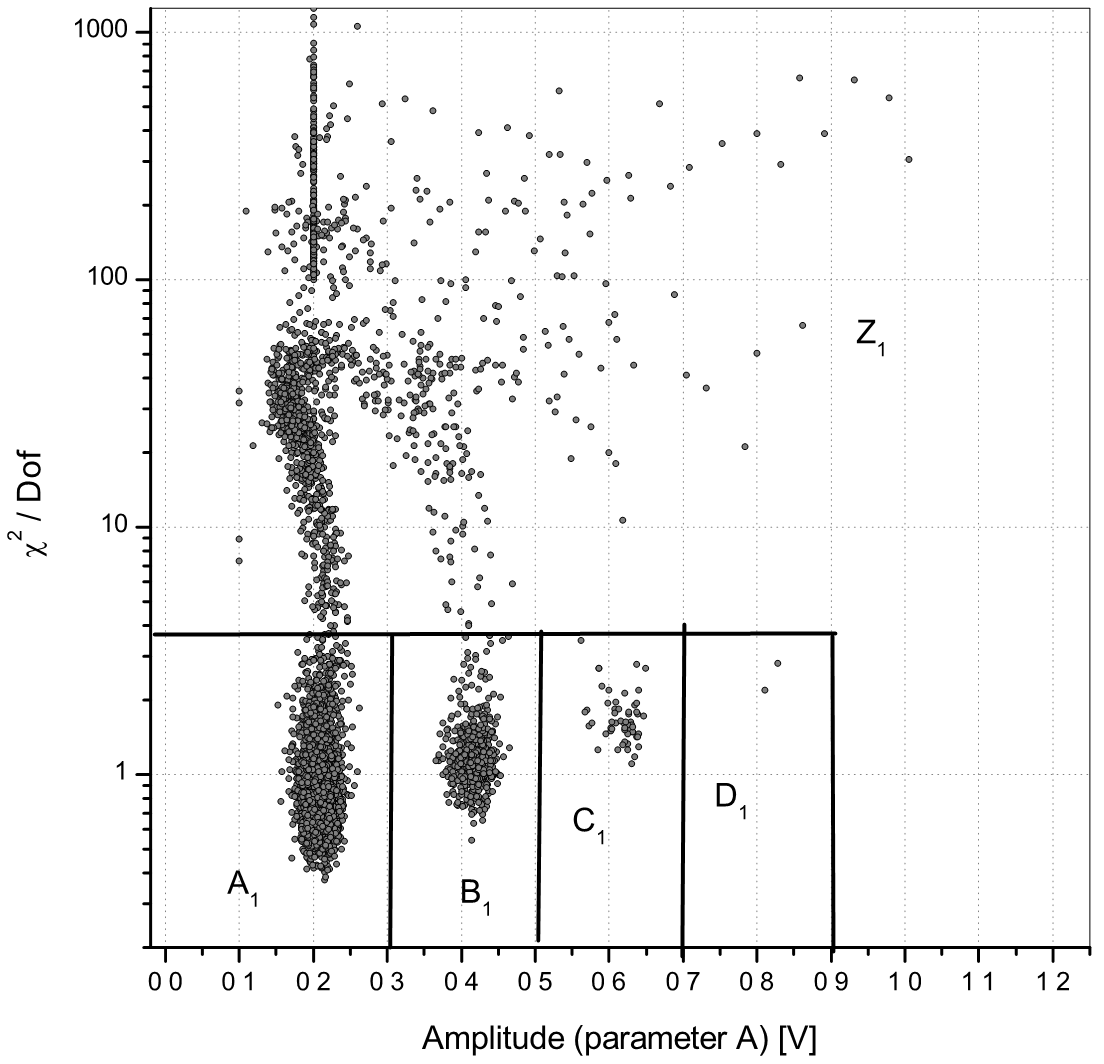 1000
100
10
1
χ² / Dof
Z₁
A₁
B₁
C₁
D₁
0 0 0 1 0 2 0 3 0 4 0 5 0 6 0 7 0 8 0 9 1 0 1 1 1 2
Amplitude (parameter A) [V]